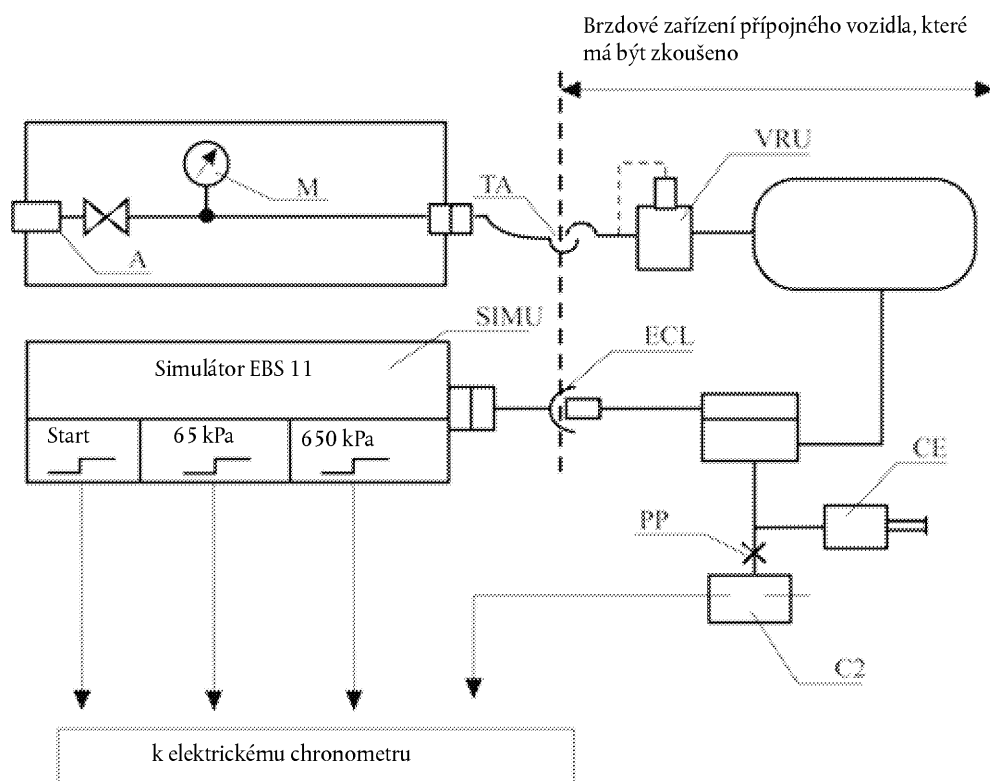 Brzdové zařízení přípojného vozidla, které
má být zkoušeno
VRU
M
TA
A
SIMU
ECL
Simulátor EBS 11
Start
65 kPa
650 kPa
CE
PP
C2
k elektrickému chronometru